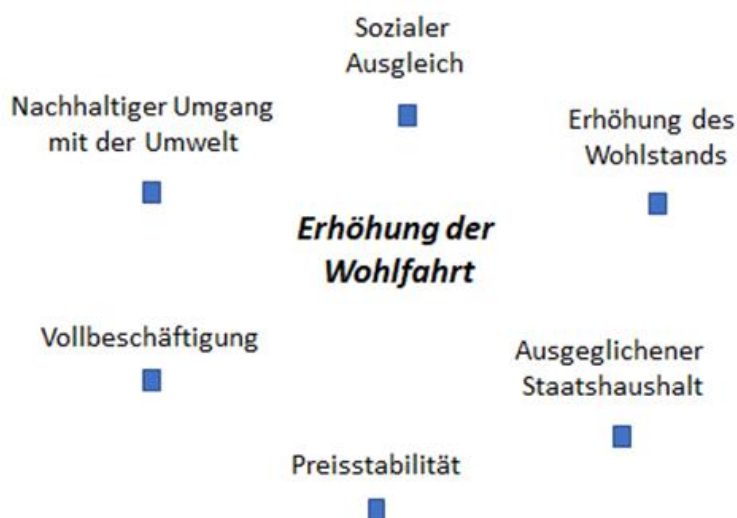 Sozialer
Ausgleich
Nachhaltiger Umgang
mit der Umwelt
Erhöhung des
Wohlstands
Erhöhung der
Wohlfahrt
Vollbeschäftigung
Ausgeglichener
Staatshaushalt
Preisstabilität